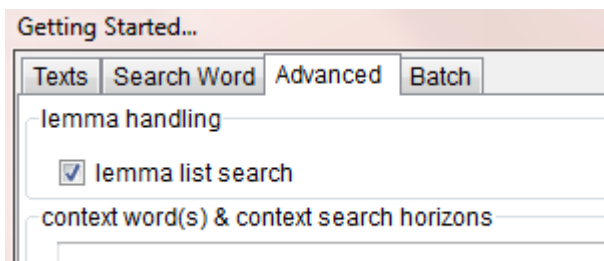 Getting Started...
Texts Search Word Advanced Batch
lemma handling
lemma list search
context word(s) & context search horizons